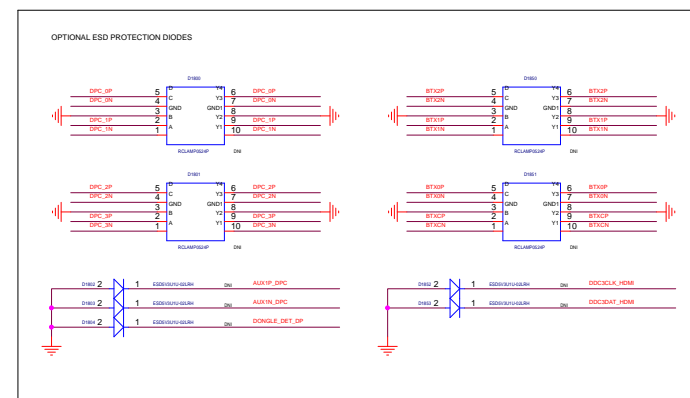 OPTIONAL ESD PROTECTION DIODES
D1800
DPC_0P 5 D Y4 6 DPC_0P
DPC_0N 4 C Y3 7 DPC_0N
3 GND GND1 8
DPC_1P 2 B Y2 9 DPC_1P
DPC_1N 1 A Y1 10 DPC_1N
RCLAMP0524P DNI
D1850
BTX2P 5 D Y4 6 BTX2P
BTX2N 4 C Y3 7 BTX2N
3 GND GND1 8
BTX1P 2 B Y2 9 BTX1P
BTX1N 1 A Y1 10 BTX1N
RCLAMP0524P DNI
D1801
DPC_2P 5 D Y4 6 DPC_2P
DPC_2N 4 C Y3 7 DPC_2N
3 GND GND1 8
DPC_3P 2 B Y2 9 DPC_3P
DPC_3N 1 A Y1 10 DPC_3N
RCLAMP0524P DNI
D1851
BTX0P 5 D Y4 6 BTX0P
BTX0N 4 C Y3 7 BTX0N
3 GND GND1 8
BTXCP 2 B Y2 9 BTXCP
BTXCN 1 A Y1 10 BTXCN
RCLAMP0524P DNI
D1802 2 1 ESD5V3U1U-02LRH DNI AUX1P_DPC
D1803 2 1 ESD5V3U1U-02LRH DNI AUX1N_DPC
D1804 2 1 ESD5V3U1U-02LRH DNI DONGLE_DET_DP
D1852 2 1 ESD5V3U1U-02LRH DNI DDC3CLK_HDMI
D1853 2 1 ESD5V3U1U-02LRH DNI DDC3DAT_HDMI